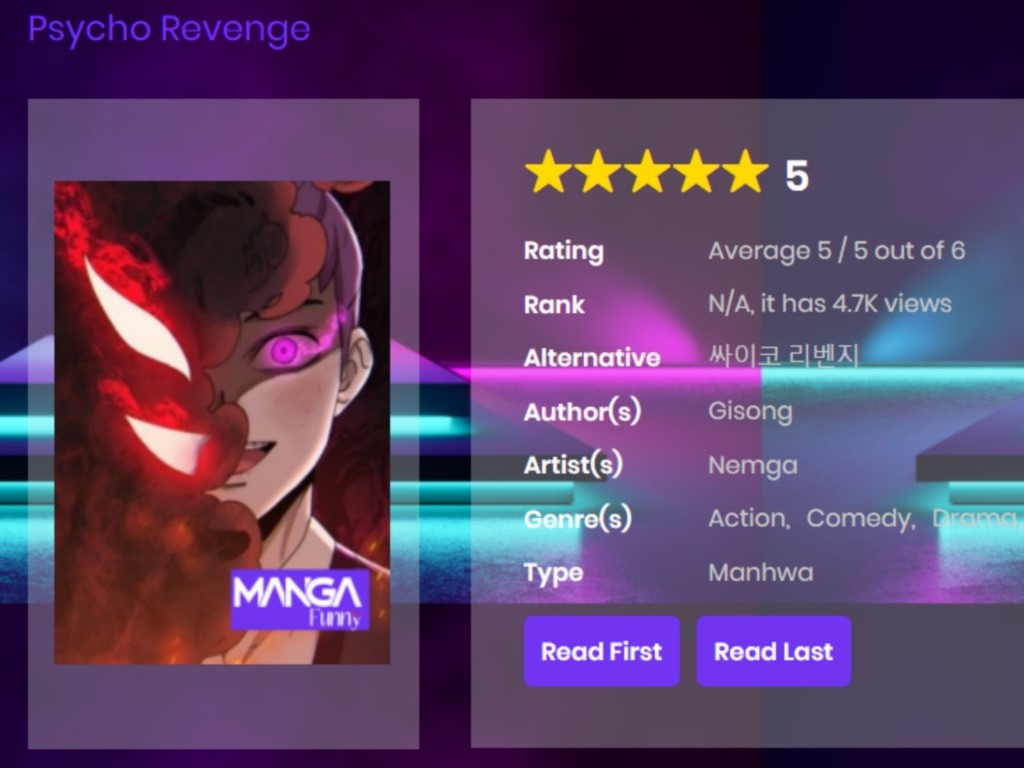 Psycho Revenge
5
Rating Average 5 / 5 out of 6
Rank N/A, it has 4.7K views
Alternative 싸이코 리벤지
Author(s) Gisong
Artist(s) Nemga
Genre(s) Action, Comedy, Drama,
Type Manhwa
MANGA
Funny
Read First Read Last